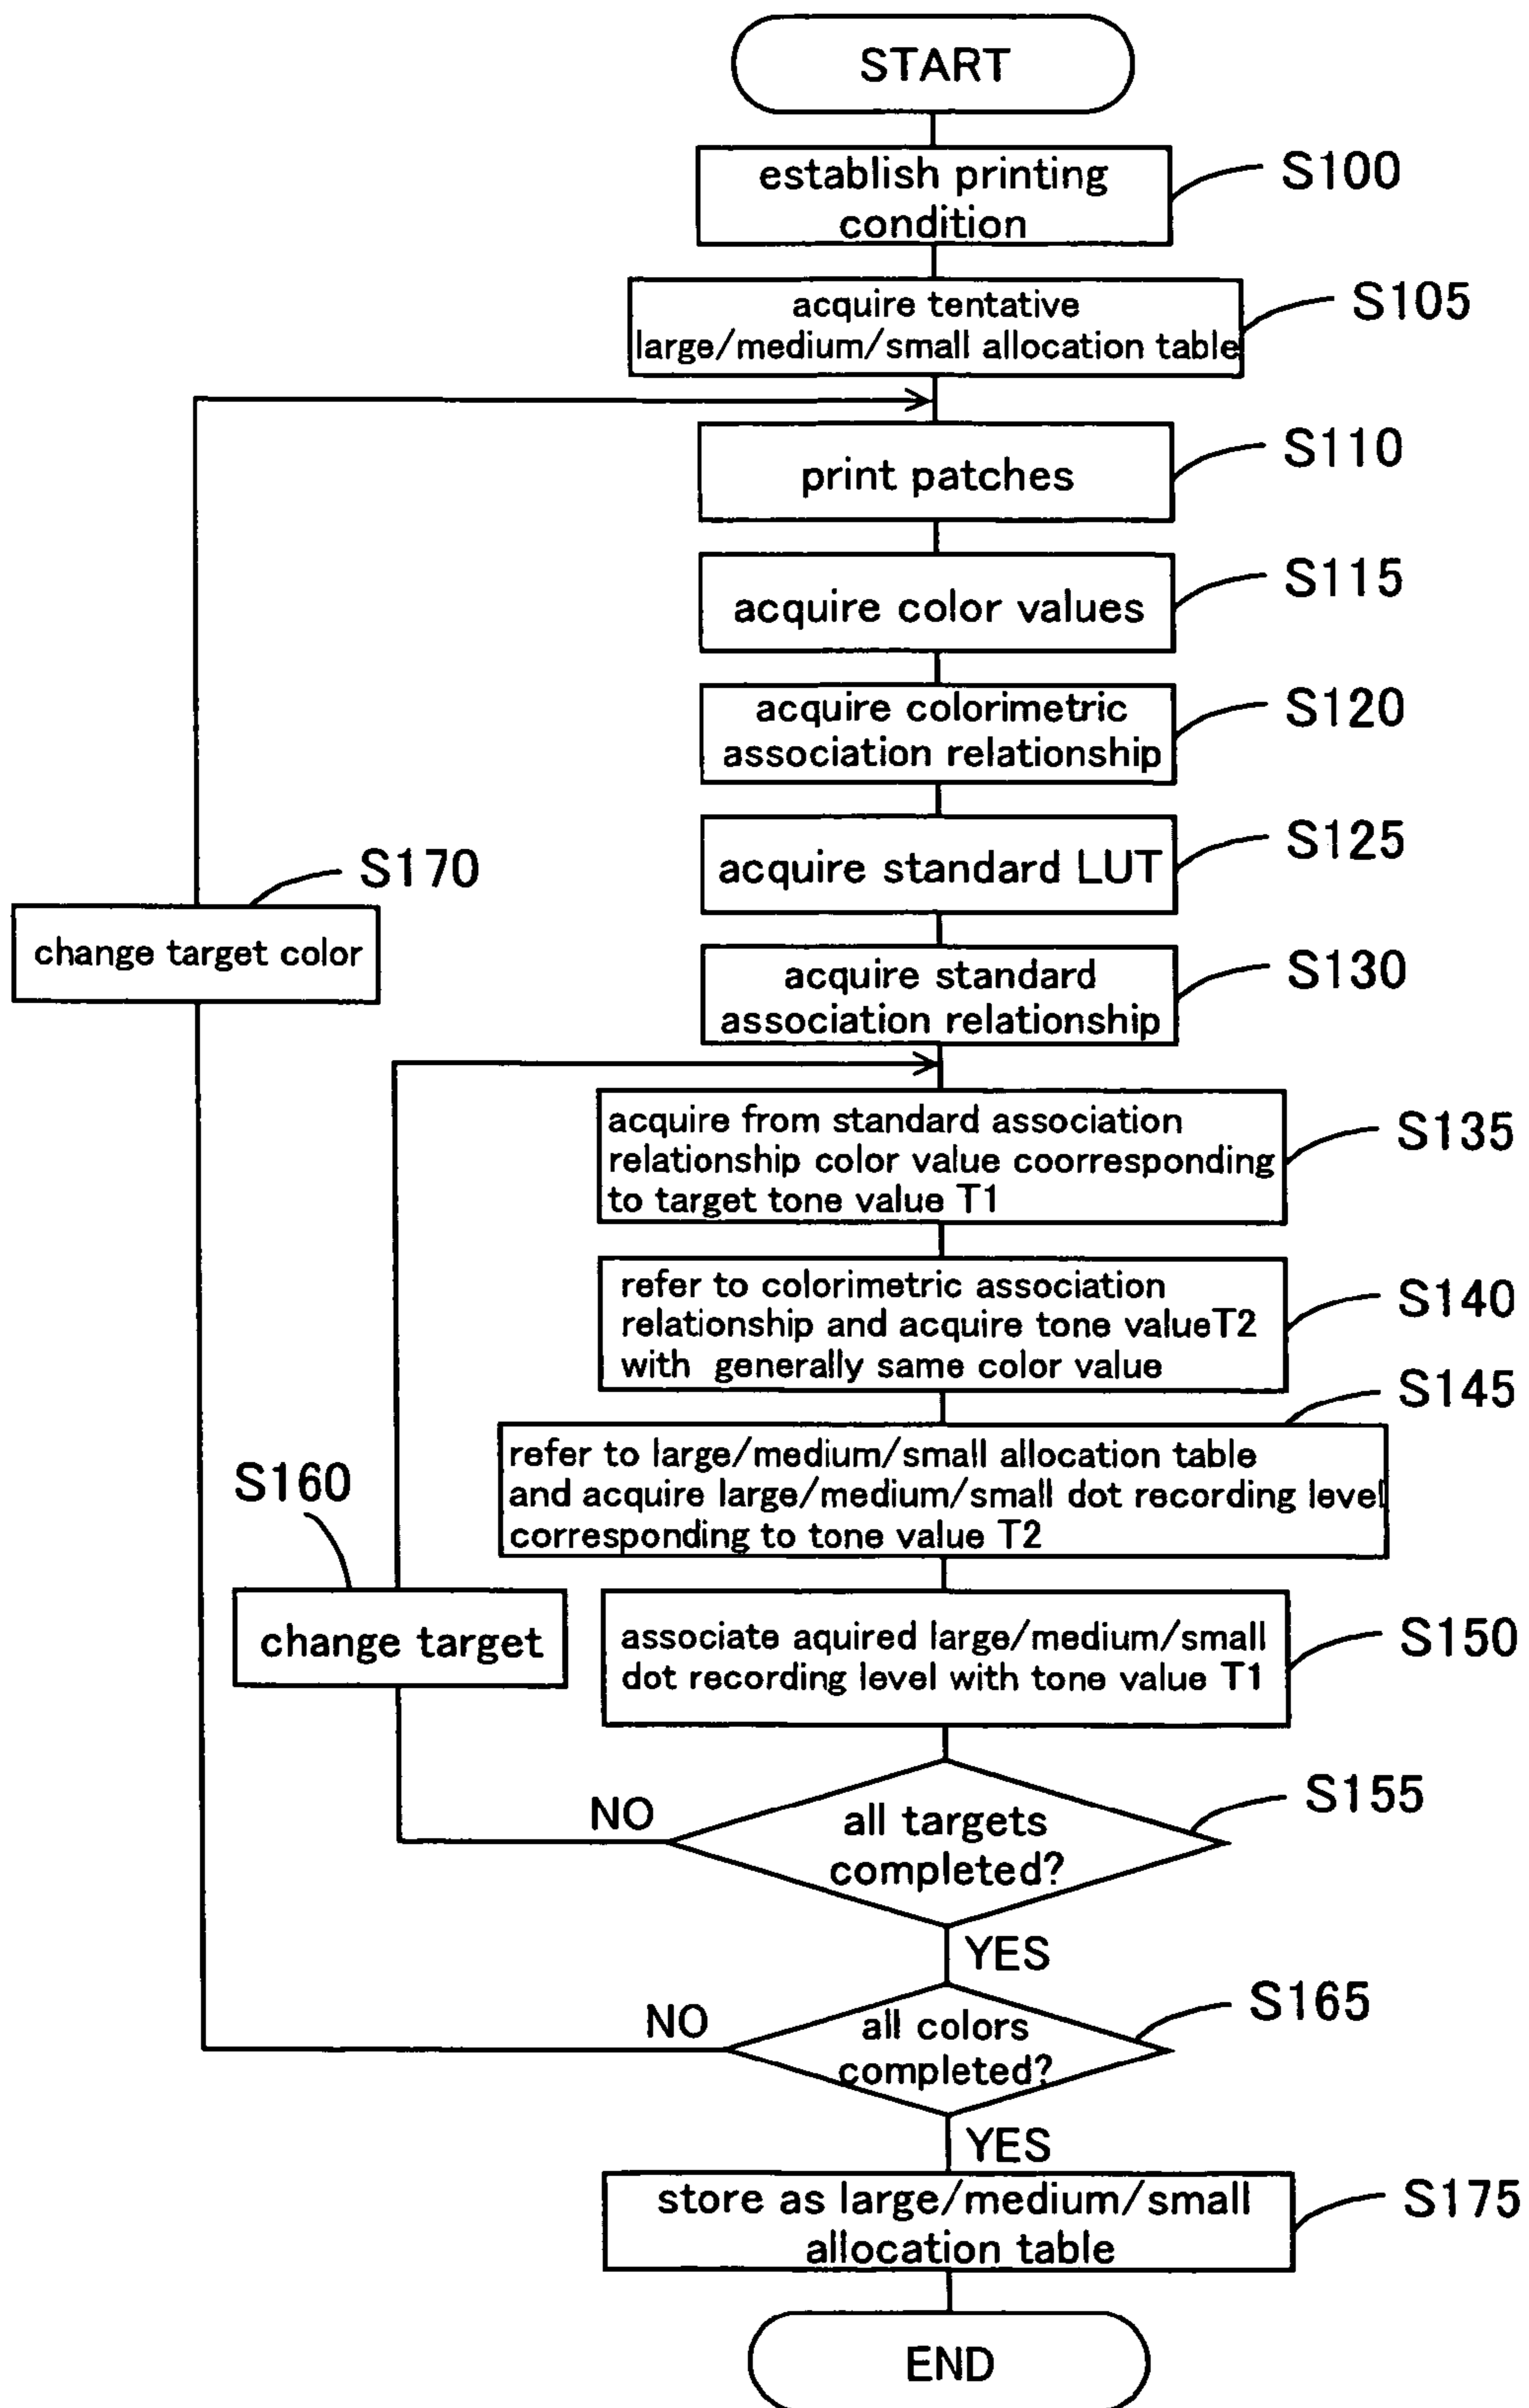 START
establish printing
condition
S100
acquire tentative
large/medium/small allocation table
S105
print patches
S110
acquire color values
S115
acquire colorimetric
association relationship
S120
acquire standard LUT
S125
S170
change target color
acquire standard
association relationship
S130
acquire from standard association
relationship color value coorresponding
to target tone value T1
S135
refer to colorimetric association
relationship and acquire tone valueT2
with generally same color value
S140
refer to large/medium/small allocation table
and acquire large/medium/small dot recording level
corresponding to tone value T2
S145
S160
change target
associate aquired large/medium/small
dot recording level with tone value T1
S150
all targets
completed?
S155
NO
YES
all colors
completed?
S165
NO
YES
store as large/medium/small
allocation table
S175
END